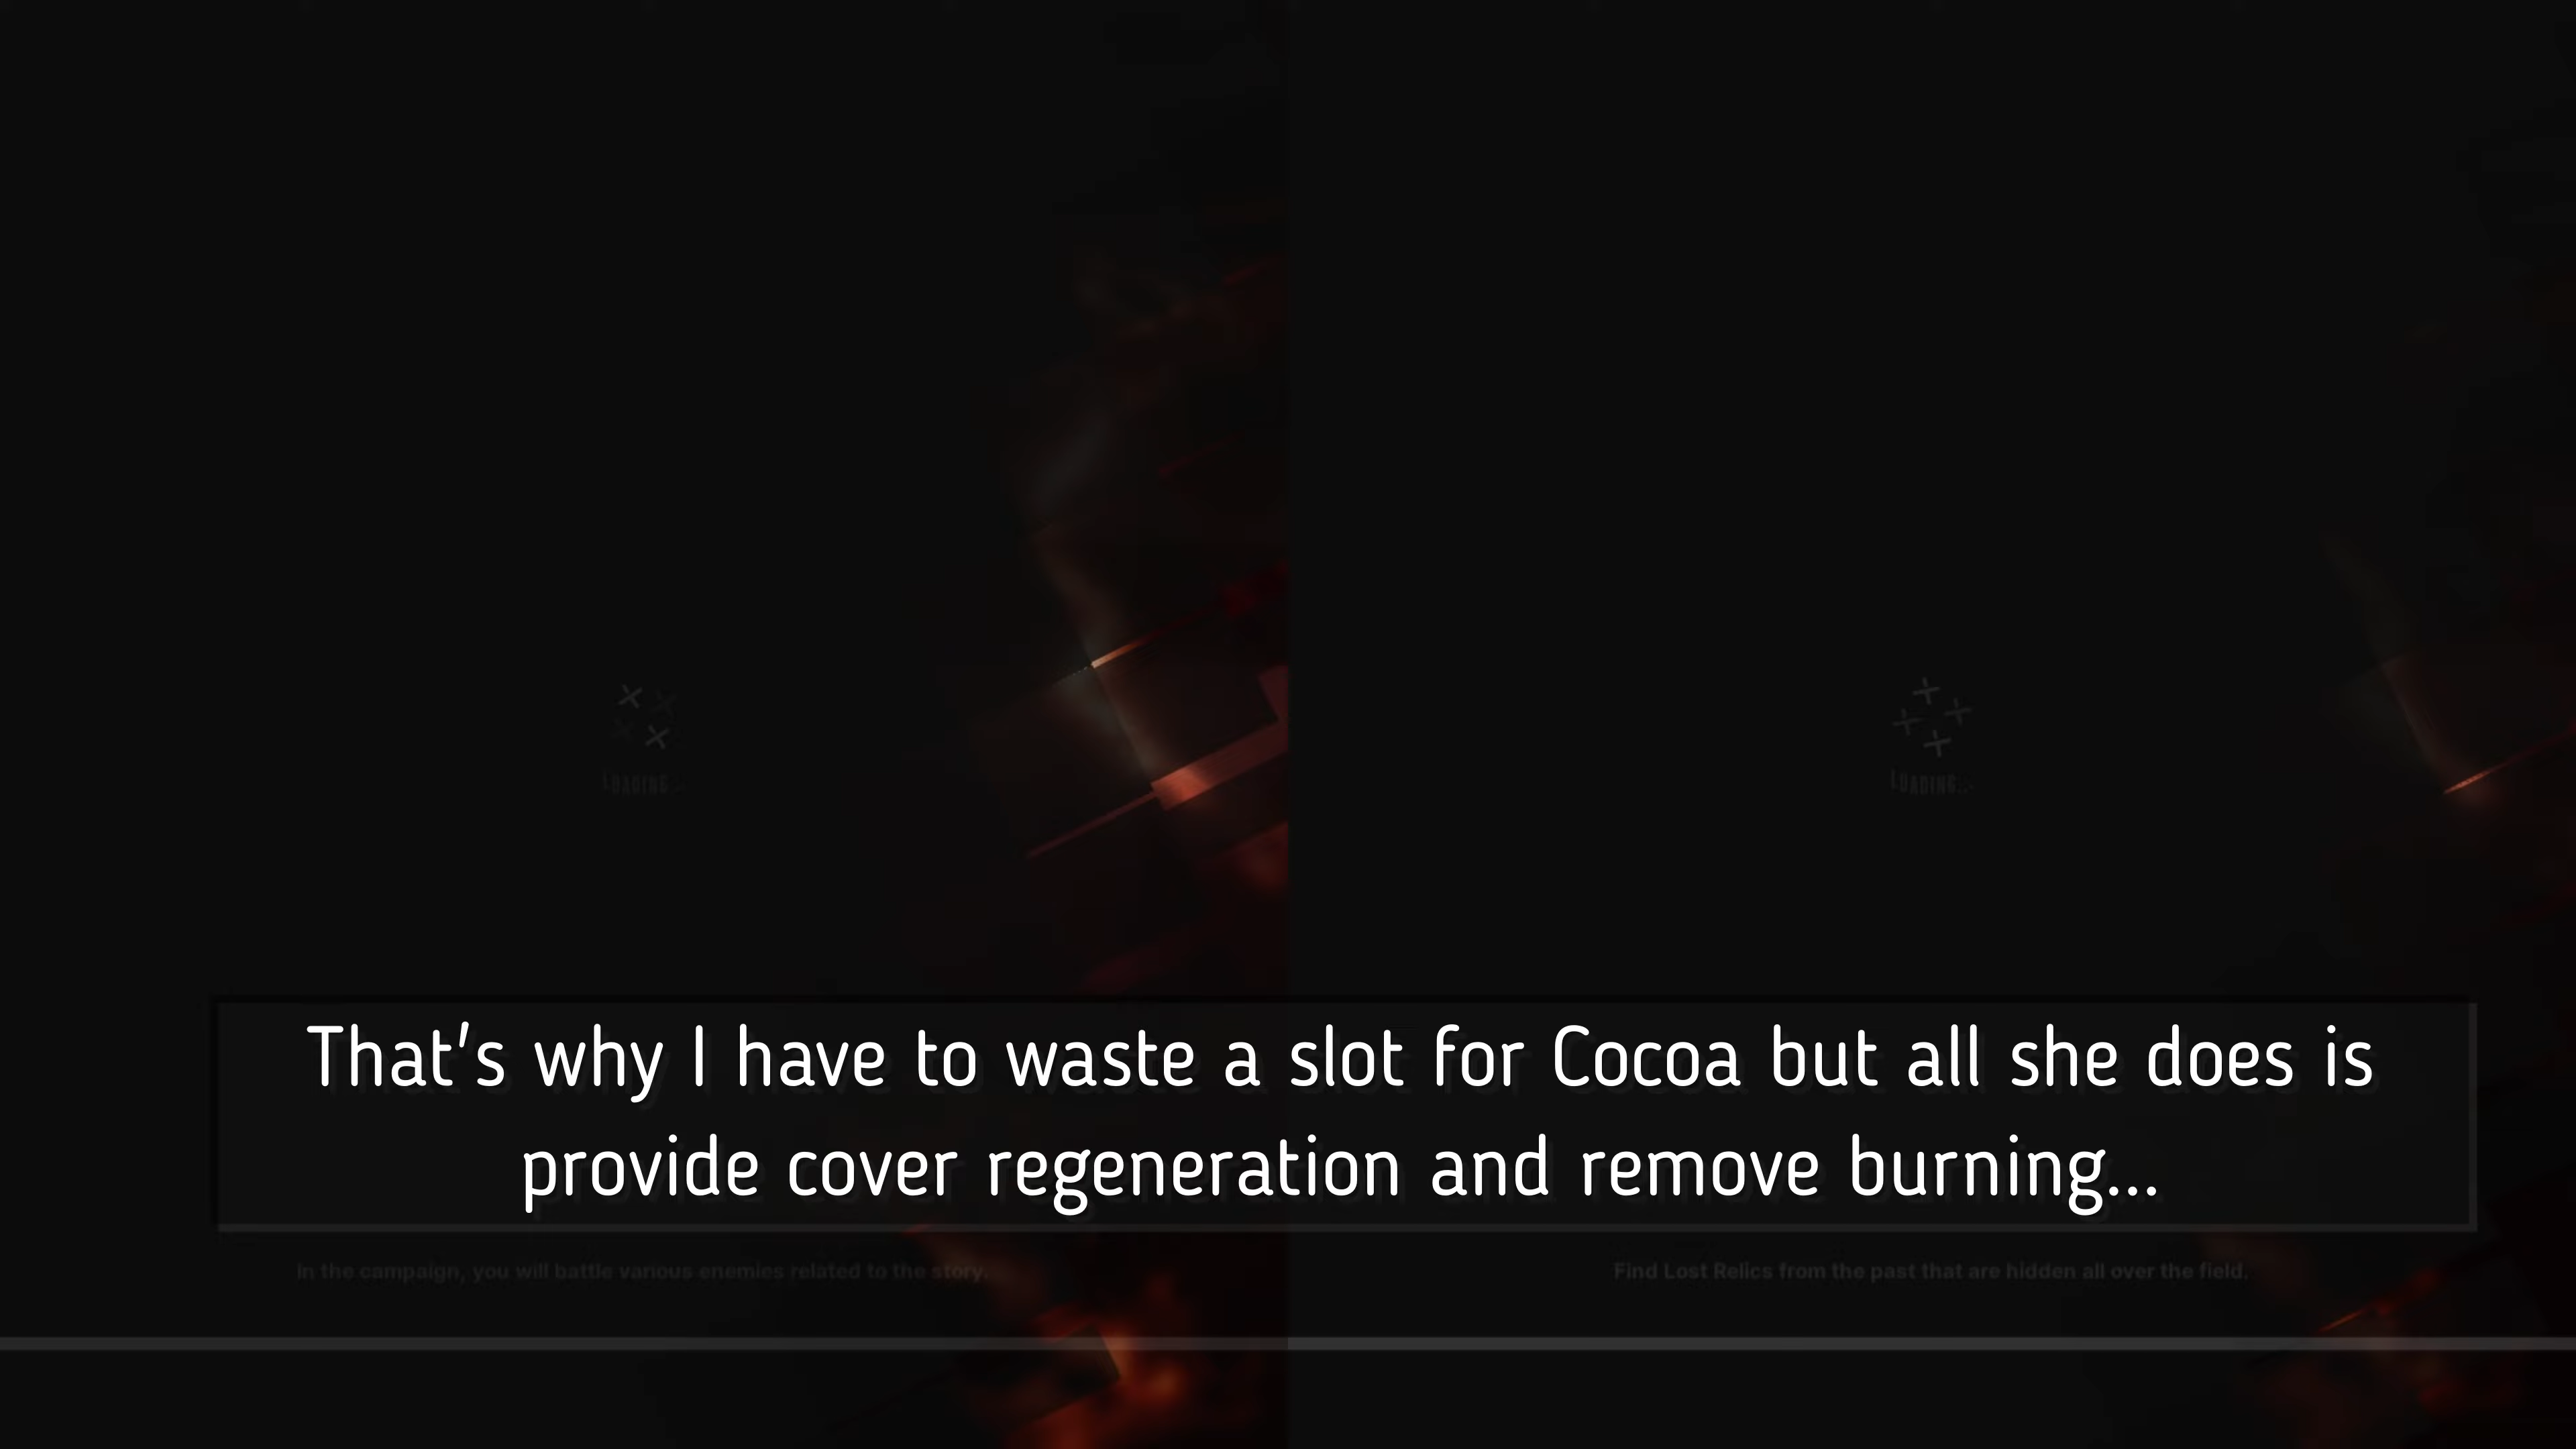 LOADING...
LOADING...
That's why I have to waste a slot for Cocoa but all she does is
provide cover regeneration and remove burning...
In the campaign, you will battle various enemies related to the story.
Find Lost Relics from the past that are hidden all over the field.